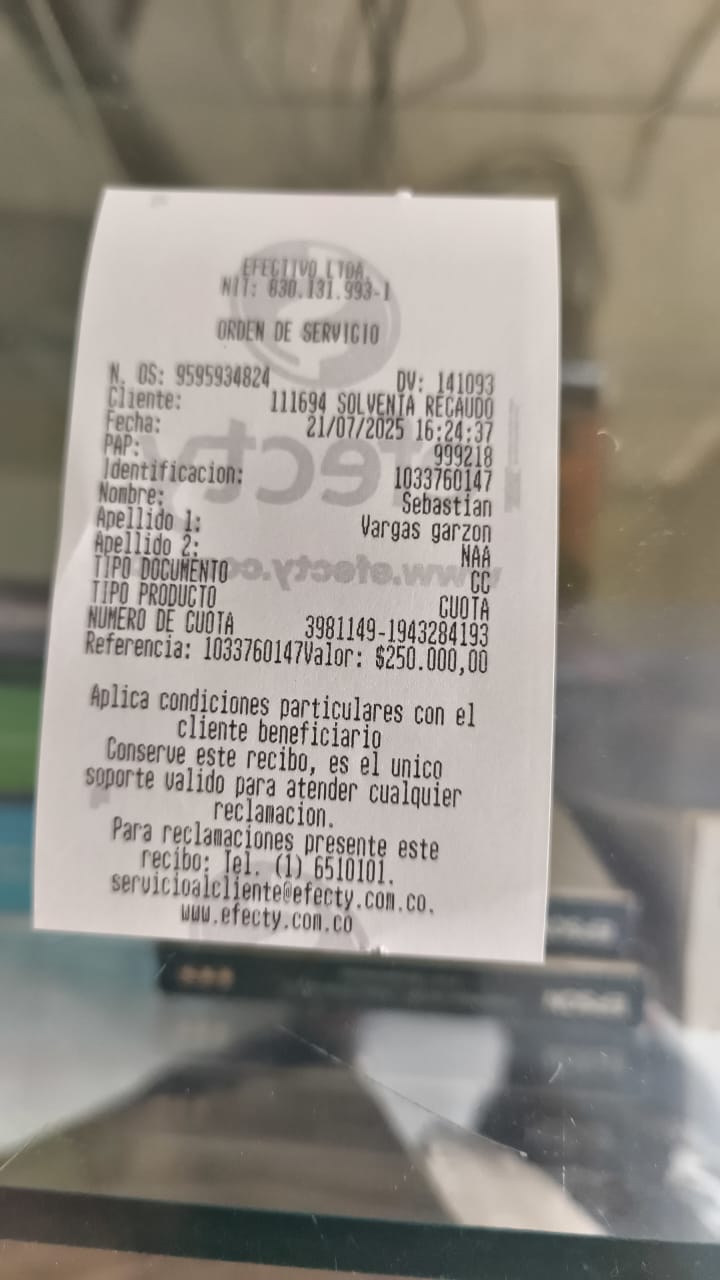 EFECTIVO LTDA.
NIT: 830.131.993-1
ORDEN DE SERVICIO
N. OS: 9595934824 DV: 141093
Cliente: 111694 SOLVENTA RECAUDO
Fecha: 21/07/2025 16:24:37
PAP: 999218
Identificacion: 1033760147
Nombre: Sebastian
Apellido 1: Vargas garzon
Apellido 2: NAA
TIPO DOCUMENTO CC
TIPO PRODUCTO CUOTA
NUMERO DE CUOTA 3981149-1943284193
Referencia: 1033760147Valor: $250.000,00
Aplica condiciones particulares con el
cliente beneficiario
Conserve este recibo, es el unico
soporte valido para atender cualquier
reclamacion.
Para reclamaciones presente este
recibo: Tel. (1) 6510101.
servicioalcliente@efecty.com.co.
www.efecty.com.co